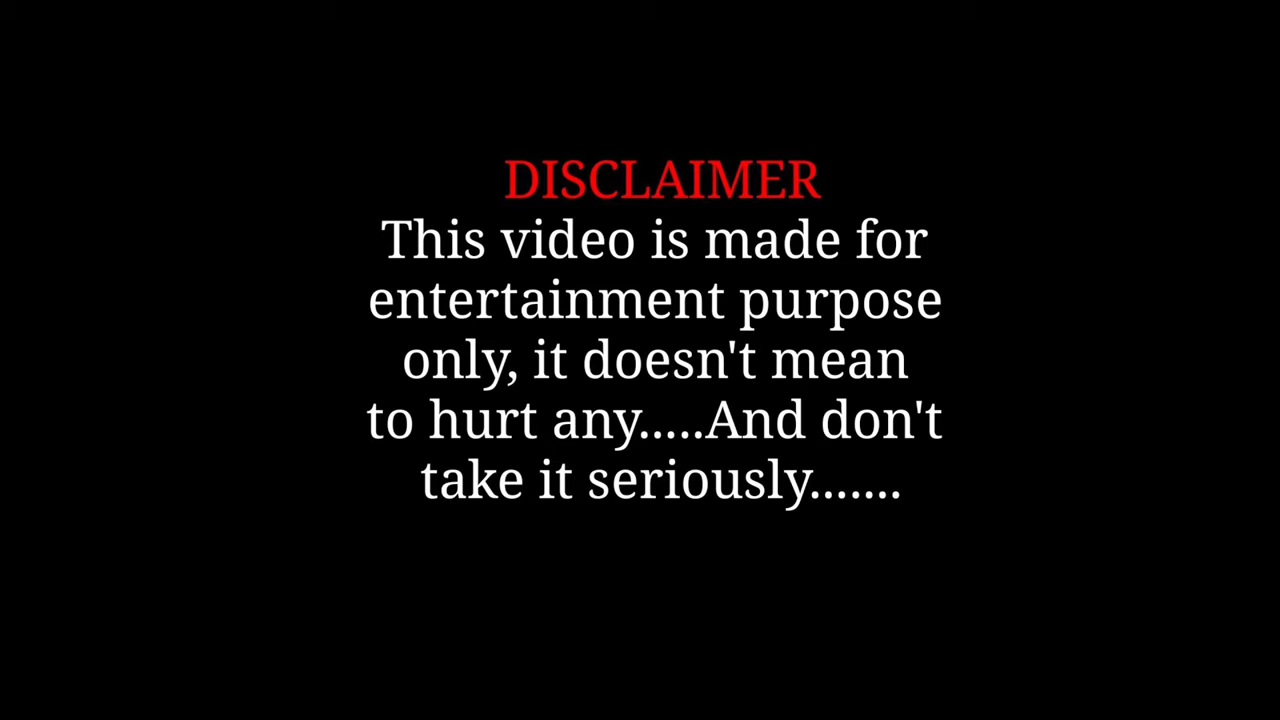 DISCLAIMER
This video is made for
entertainment purpose
only, it doesn't mean
to hurt any.....And don't
take it seriously.......